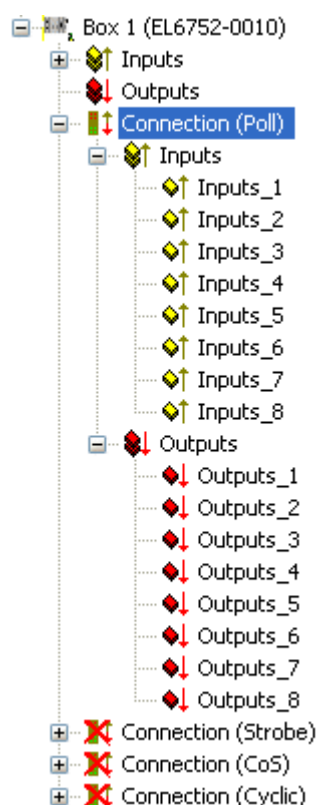 Box 1 (EL6752-0010)
Inputs
Outputs
Connection (Poll)
Inputs
Inputs_1
Inputs_2
Inputs_3
Inputs_4
Inputs_5
Inputs_6
Inputs_7
Inputs_8
Outputs
Outputs_1
Outputs_2
Outputs_3
Outputs_4
Outputs_5
Outputs_6
Outputs_7
Outputs_8
Connection (Strobe)
Connection (CoS)
Connection (Cyclic)